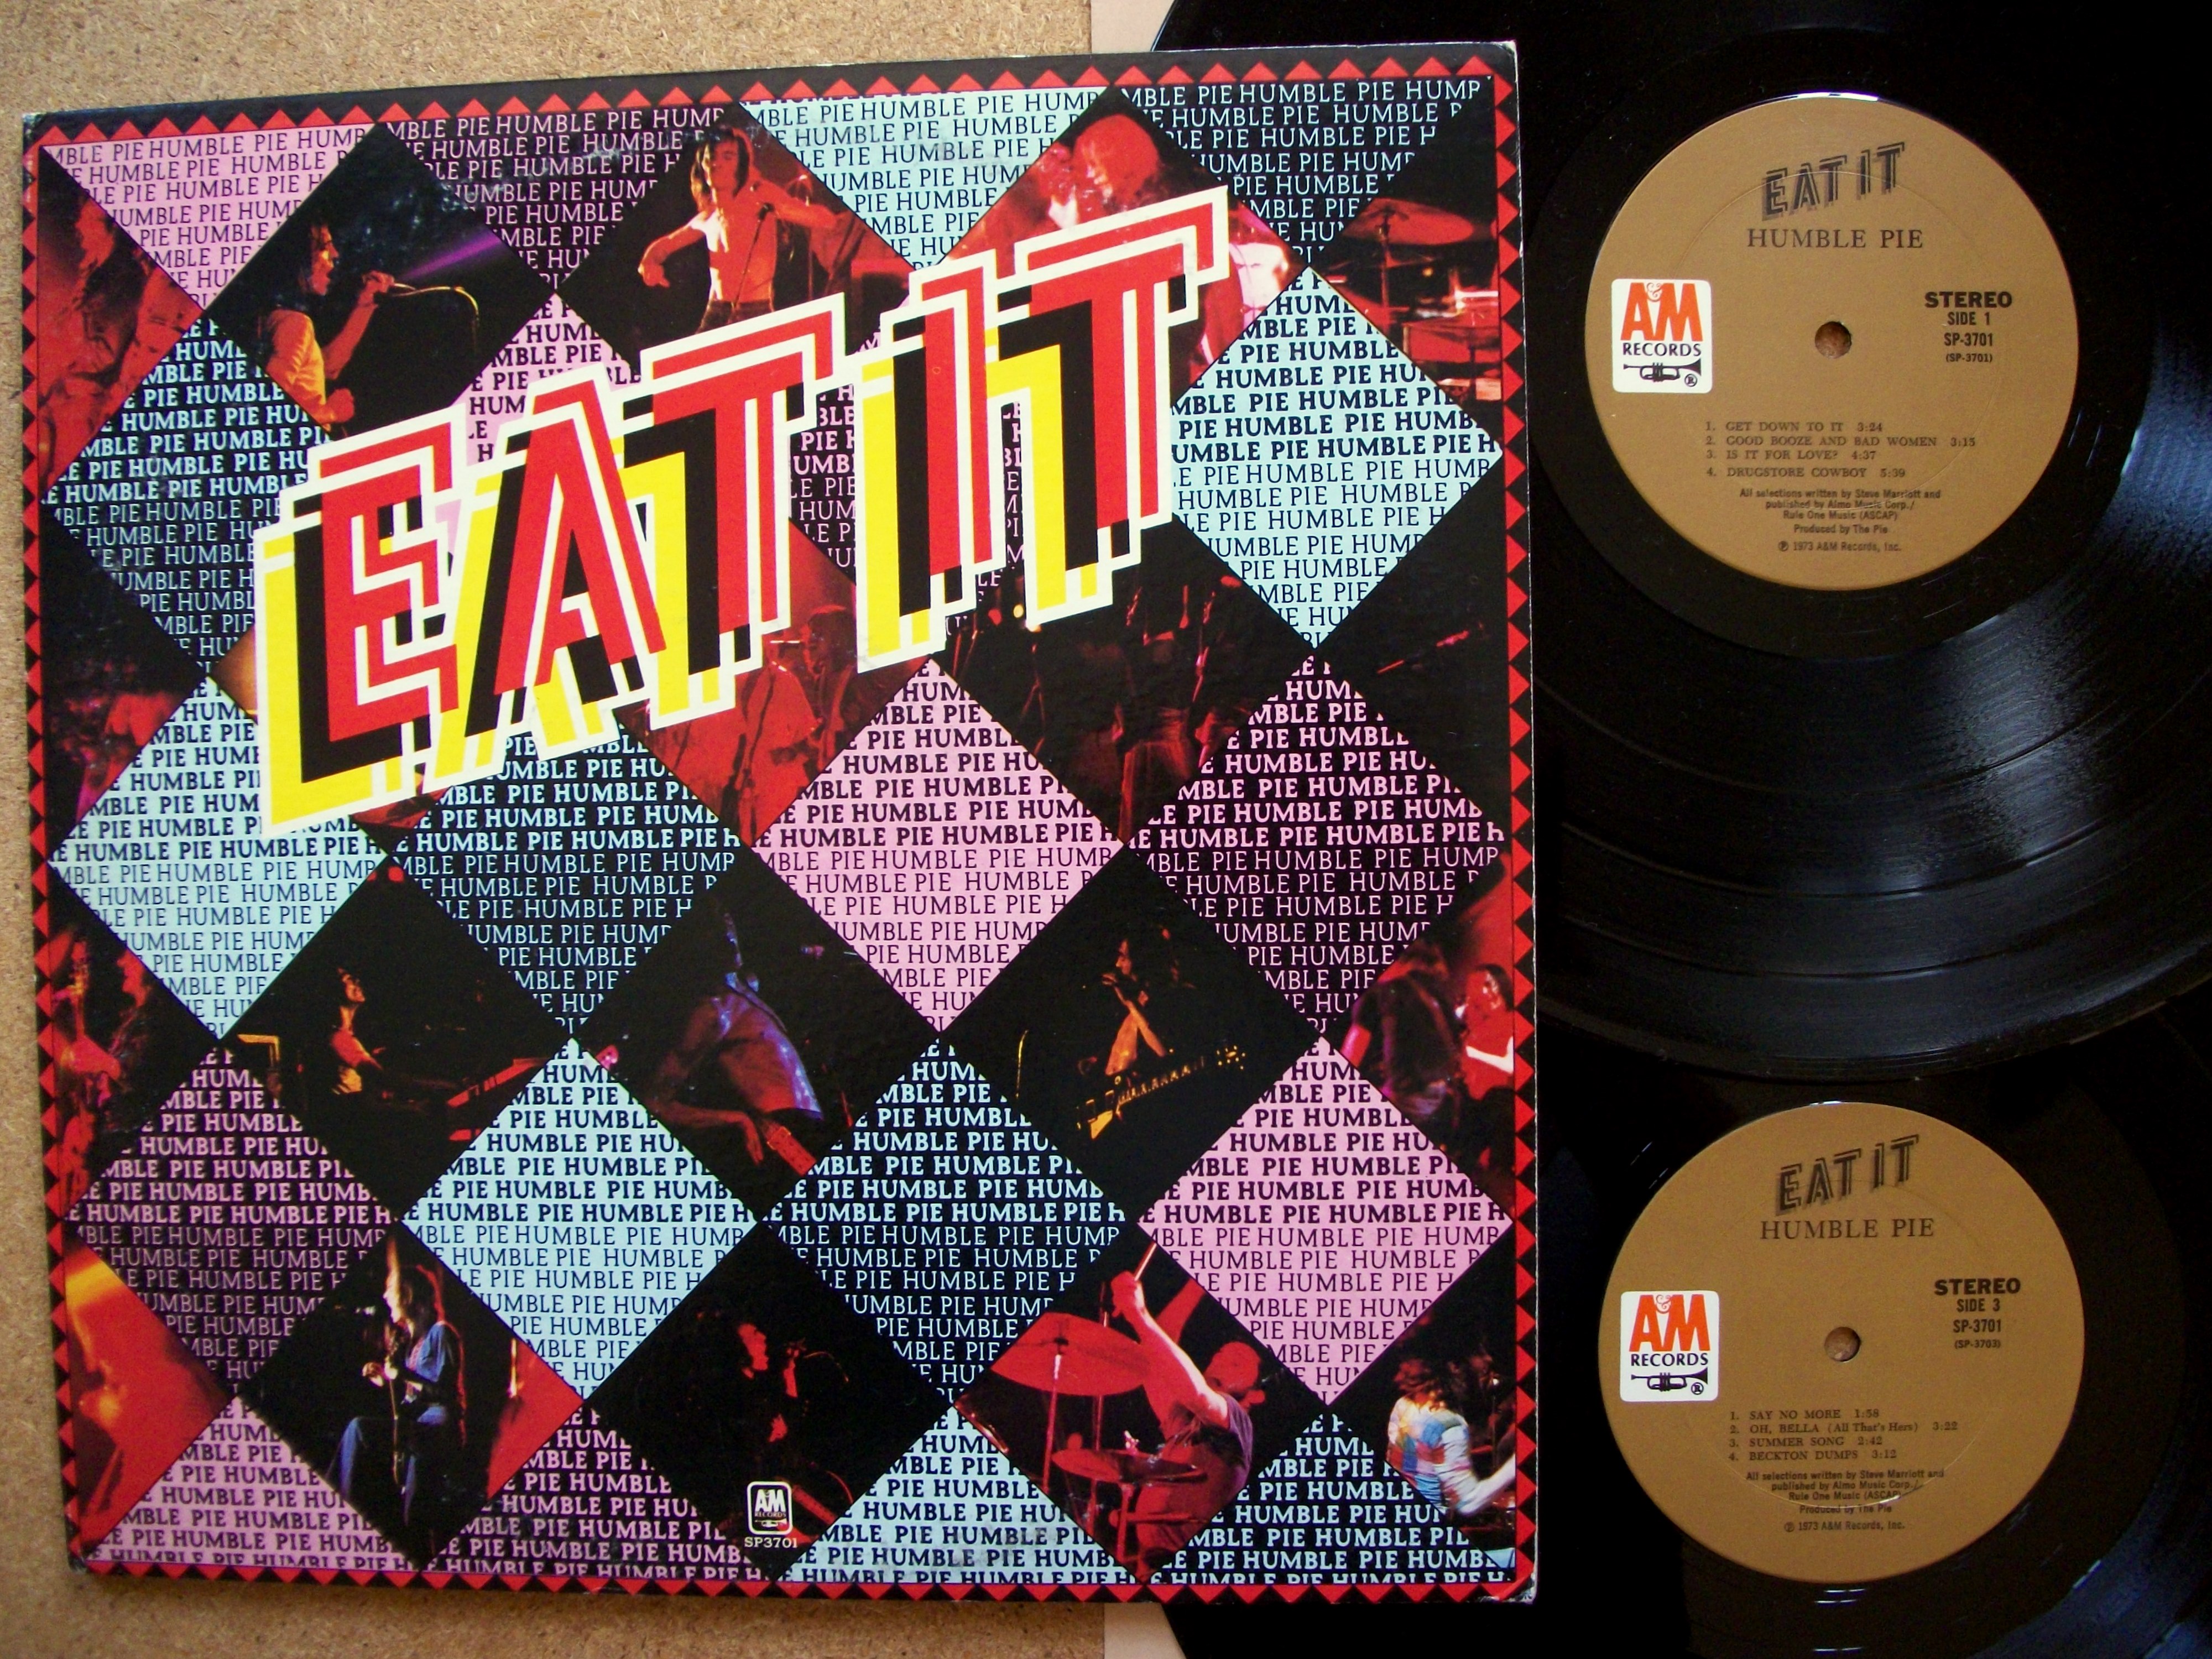 EAT IT
HUMBLE PIE
A&M
RECORDS
SP3701
EAT IT
HUMBLE PIE
A&M
RECORDS
®
STEREO
SIDE 1
SP-3701
(SP-3701)
1. GET DOWN TO IT 3:24
2. GOOD BOOZE AND BAD WOMEN 3:15
3. IS IT FOR LOVE? 4:37
4. DRUGSTORE COWBOY 5:39
All selections written by Steve Marriott and
published by Almo Music Corp./
Rule One Music (ASCAP)
Produced by The Pie
℗ 1973 A&M Records, Inc.
EAT IT
HUMBLE PIE
A&M
RECORDS
®
STEREO
SIDE 3
SP-3701
(SP-3703)
1. SAY NO MORE 1:58
2. OH, BELLA (All That's Hers) 3:22
3. SUMMER SONG 2:42
4. BECKTON DUMPS 3:12
All selections written by Steve Marriott and
published by Almo Music Corp./
Rule One Music (ASCAP)
Produced by The Pie
℗ 1973 A&M Records, Inc.